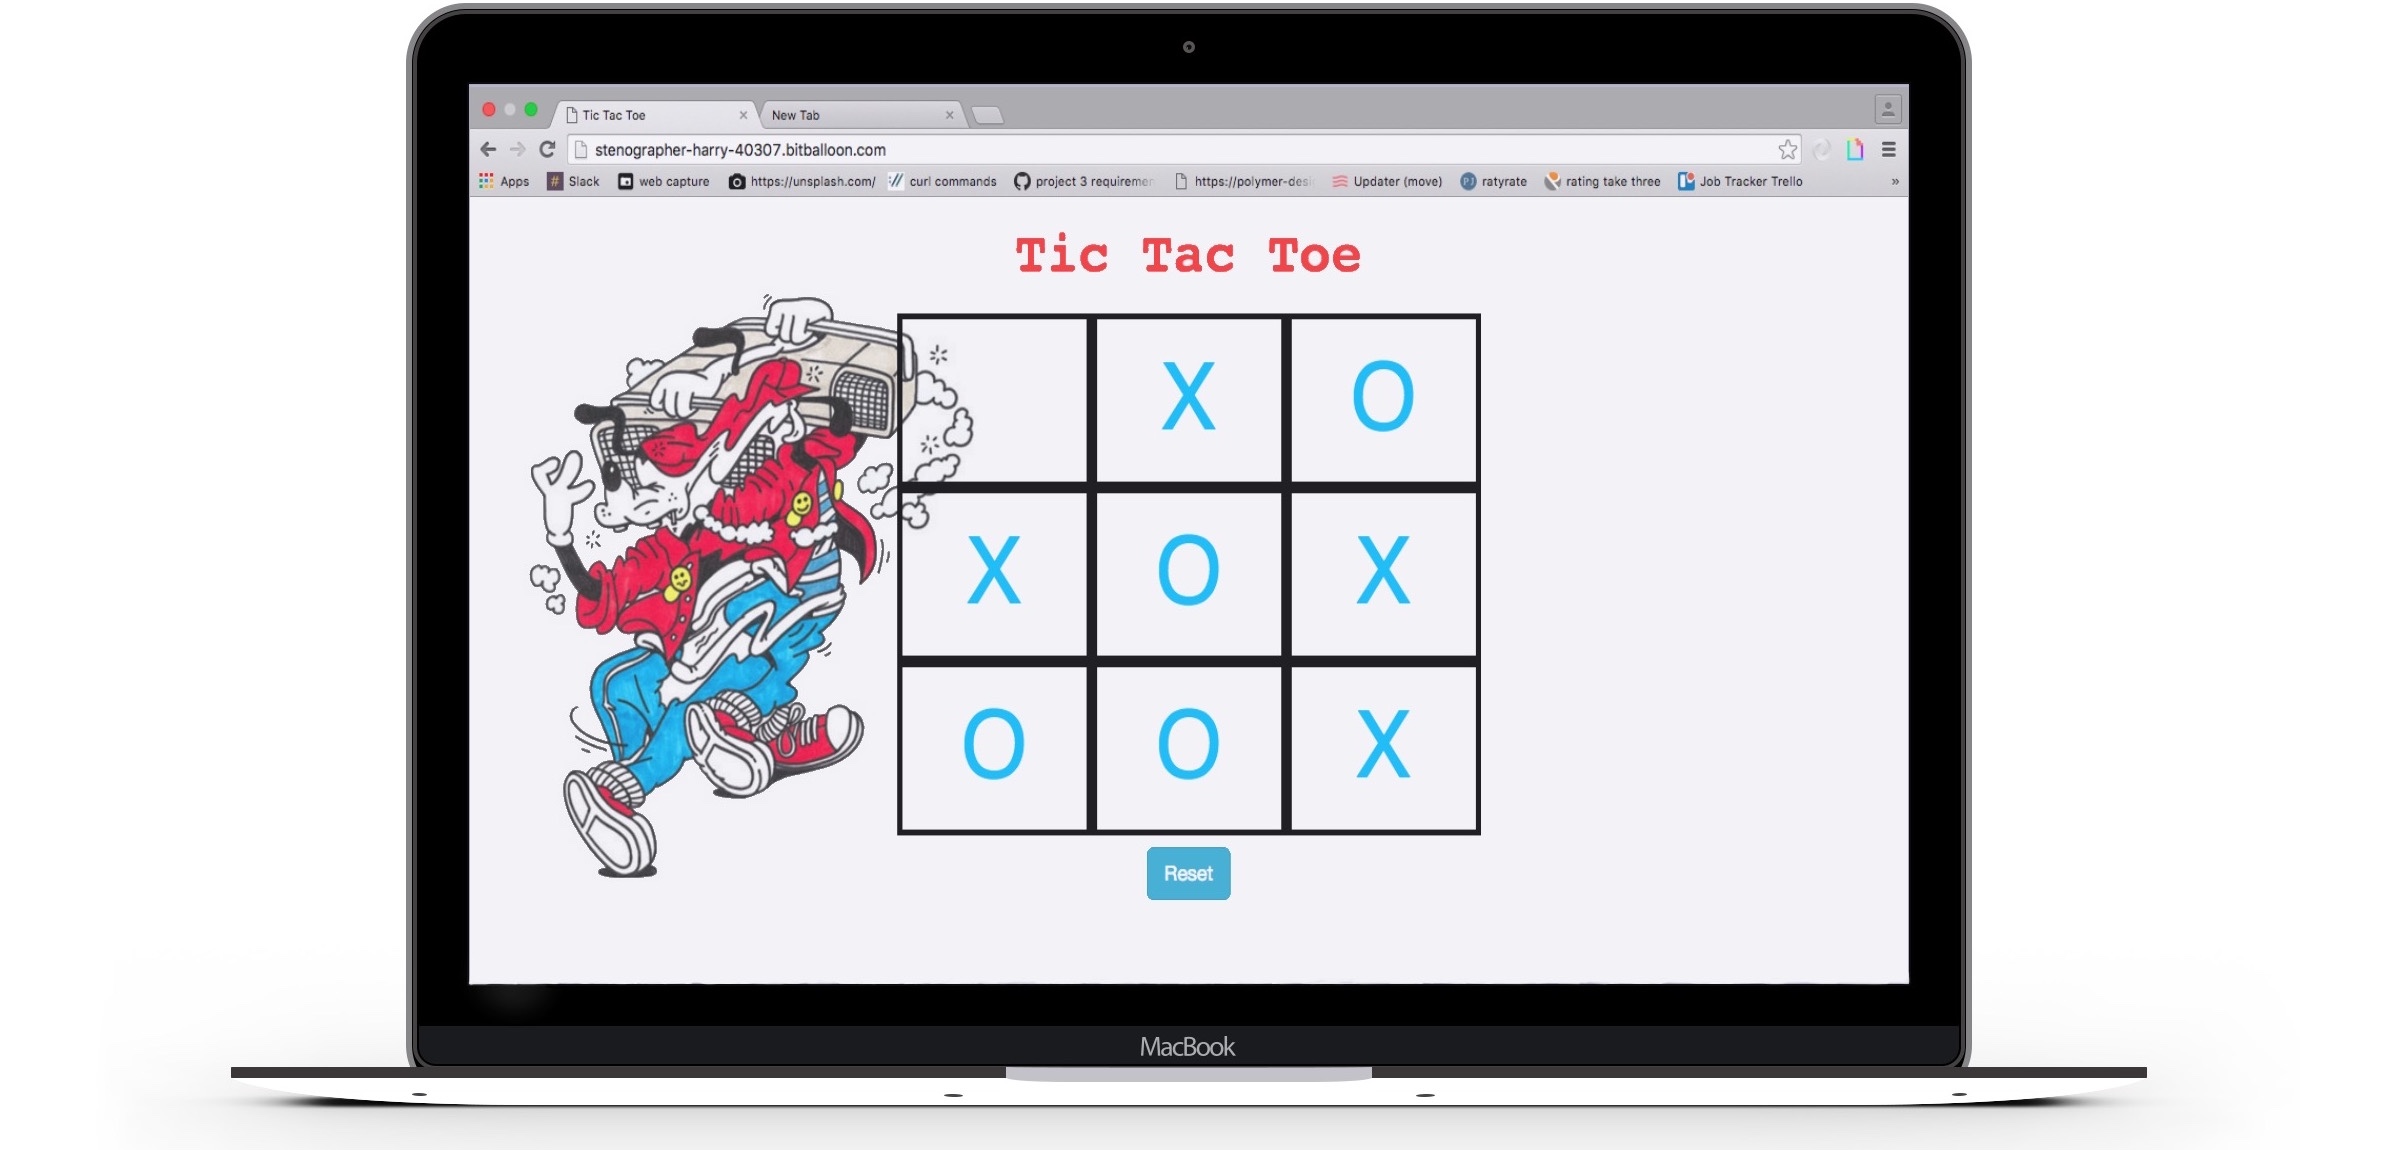 Tic Tac Toe New Tab
stenographer-harry-40307.bitballoon.com
Apps Slack web capture https://unsplash.com/ curl commands project 3 requiremen https://polymer-desi Updater (move) ratyrate rating take three Job Tracker Trello »
Tic Tac Toe
X O
X O X
O O X
Reset
MacBook